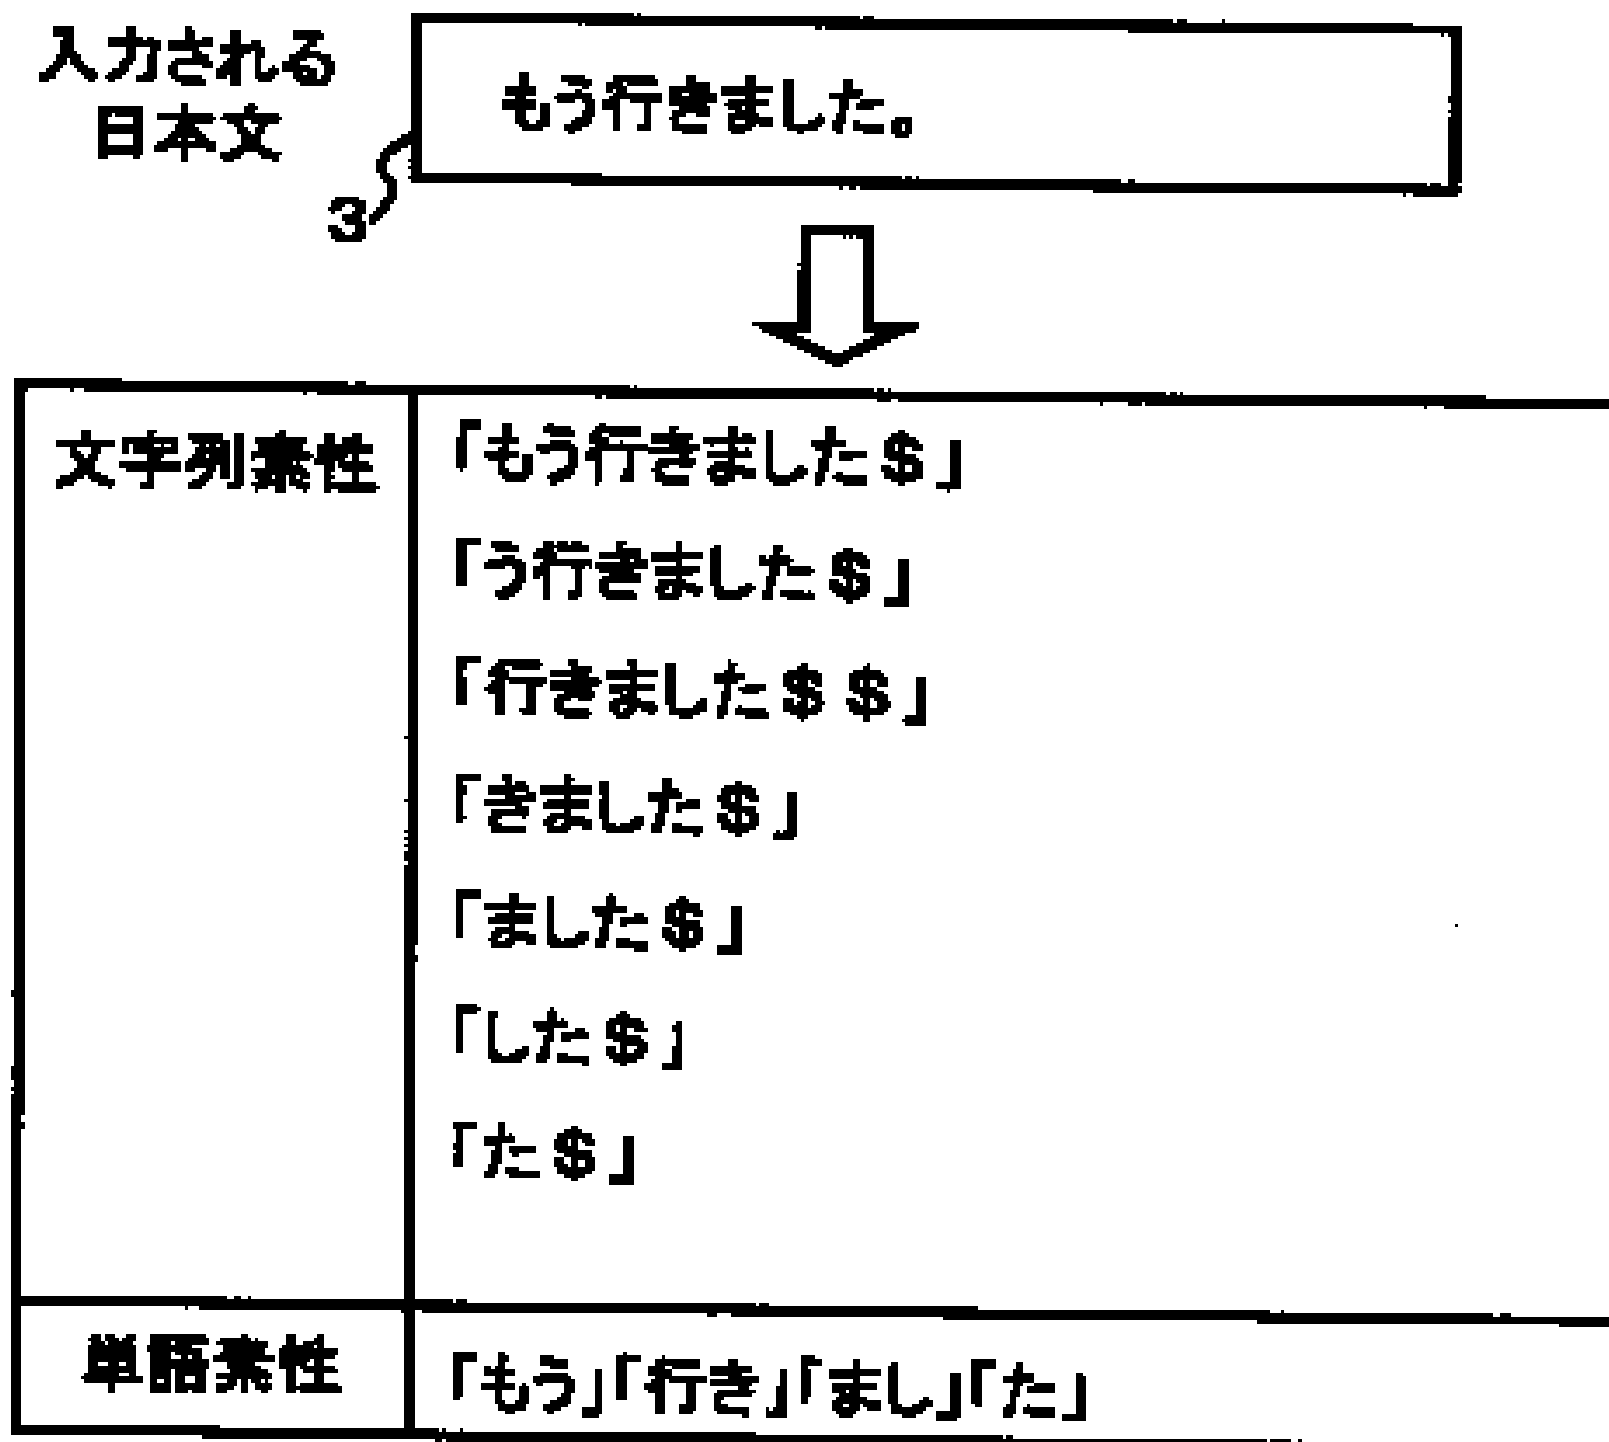 入力される
日本文
もう行きました。
3
文字列素性
「もう行きました＄」
「う行きました＄」
「行きました＄＄」
「きました＄」
「ました＄」
「した＄」
「た＄」
単語素性
「もう」「行き」「まし」「た」